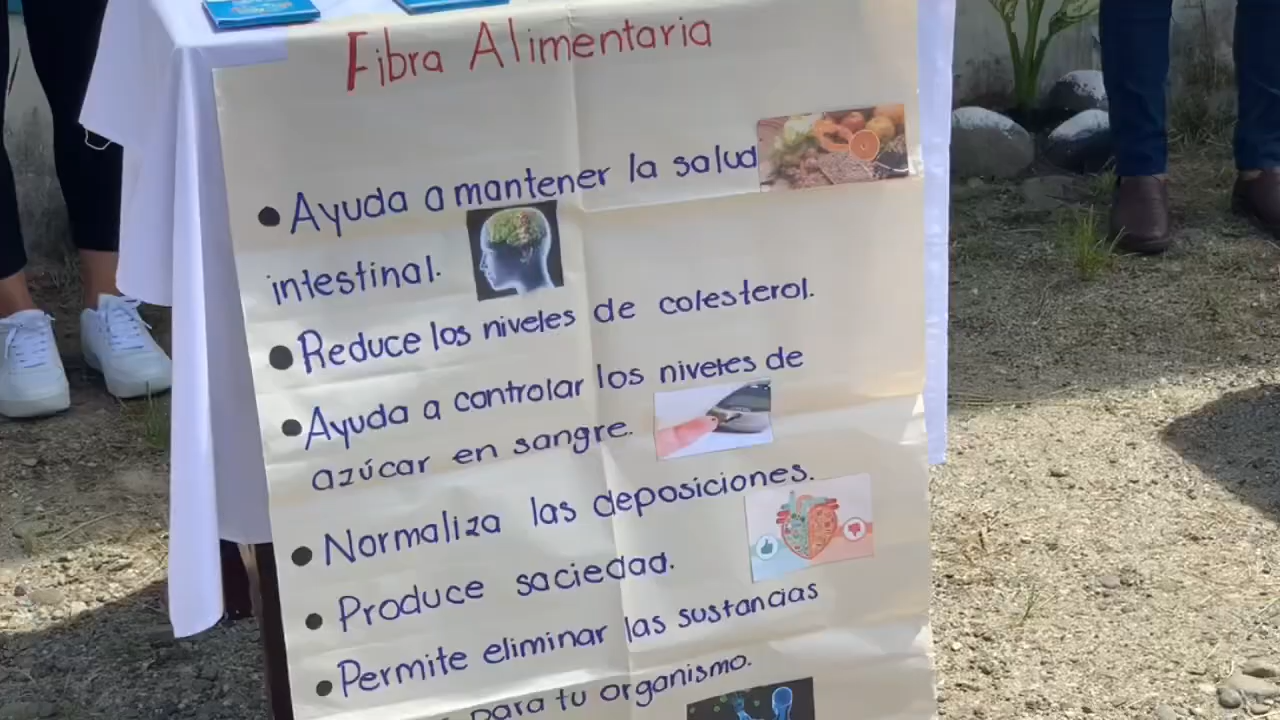 Fibra Alimentaria
• Ayuda a mantener la salud
intestinal.
• Reduce los niveles de colesterol.
• Ayuda a controlar los niveles de
azúcar en sangre.
• Normaliza las deposiciones.
• Produce saciedad.
• Permite eliminar las sustancias
para tu organismo.